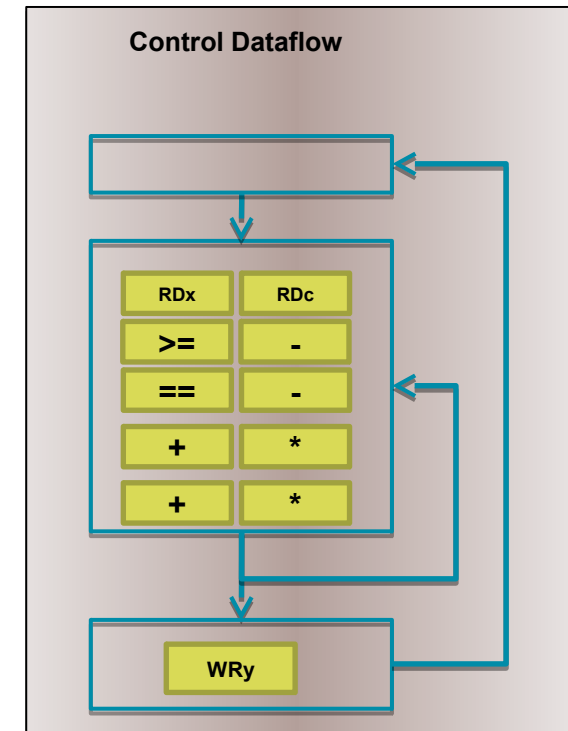 Control Dataflow
RDx RDc
>= -
== -
+ *
+ *
WRy